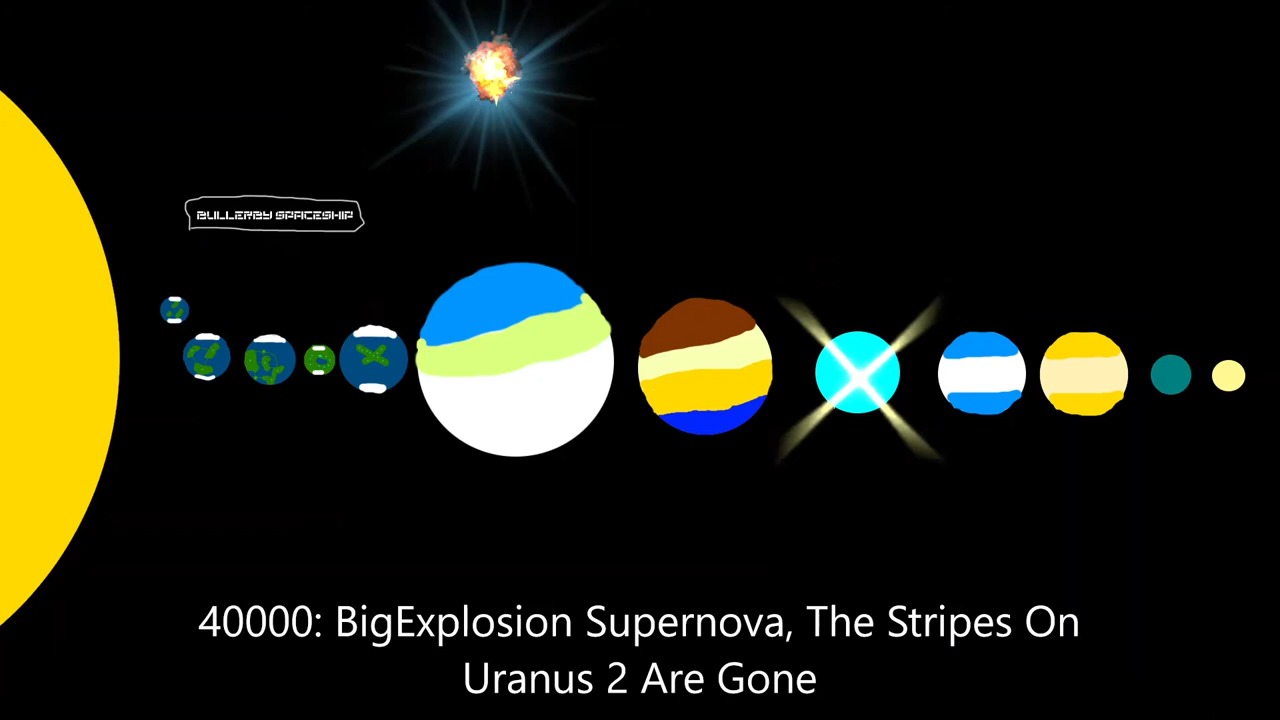 BULLERBY SPACESHIP
40000: BigExplosion Supernova, The Stripes On
Uranus 2 Are Gone